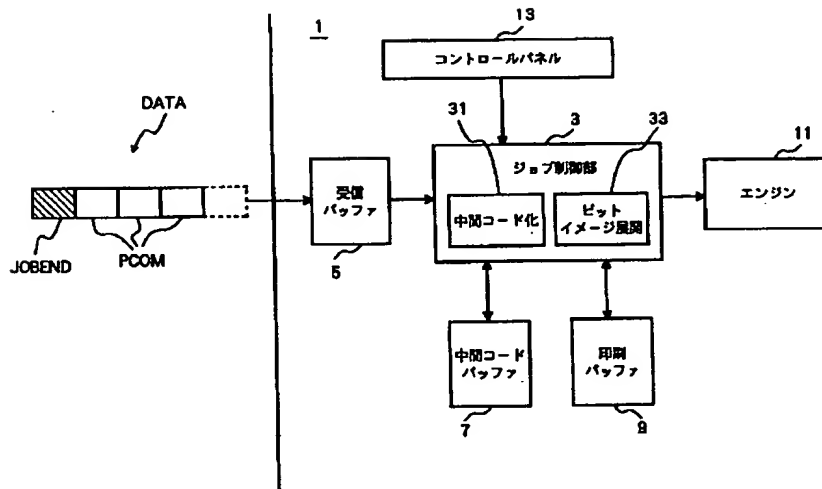 1
13
コントロールパネル
DATA
31
3
33
11
ジョブ制御部
受信
バッファ
中間コード化
ビット
イメージ展開
エンジン
JOBEND
PCOM
5
中間コード
バッファ
印刷
バッファ
7
9